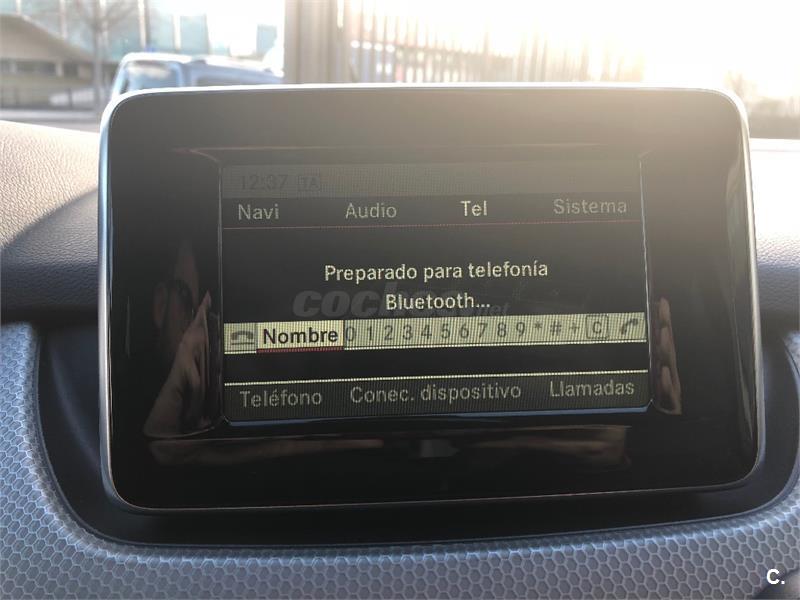 12:37 TA
Navi Audio Tel Sistema
Preparado para telefonía
Bluetooth...
coches.net
Nombre 0 1 2 3 4 5 6 7 8 9 * # + C
Teléfono Conec. dispositivo Llamadas
C.